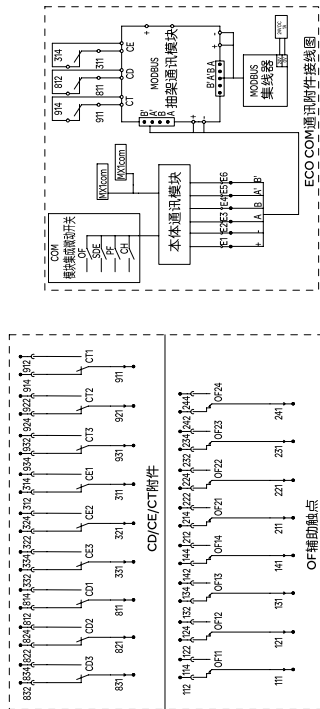 832 834 822 824 812 814 332 334 322 324 312 314 934 932 924 922 914 912
CD3 CD2 CD1 CE3 CE2 CE1 CT3 CT2 CT1
831 821 811 331 321 311 931 921 911
CD/CE/CT附件
112 114 122 124 132 134 142 144 212 214 222 224 232 234 242 244
OF11 OF12 OF13 OF14 OF21 OF22 OF23 OF24
111 121 131 141 211 221 231 241
OF辅助触点
914 812 314
911 811 311
CT CD CE
COM
模块集成微动开关
OF
SDE
PF
CH
MX1com
MX1com
本体通讯模块
E1 E2 E3 E4 E5 E6
+ - A B A' B'
B' A' B A
- +
MODBUS
抽架通讯模块
+ -
+ -
B' A' B A
MODBUS
集线器
ECO COM通讯附件接线图